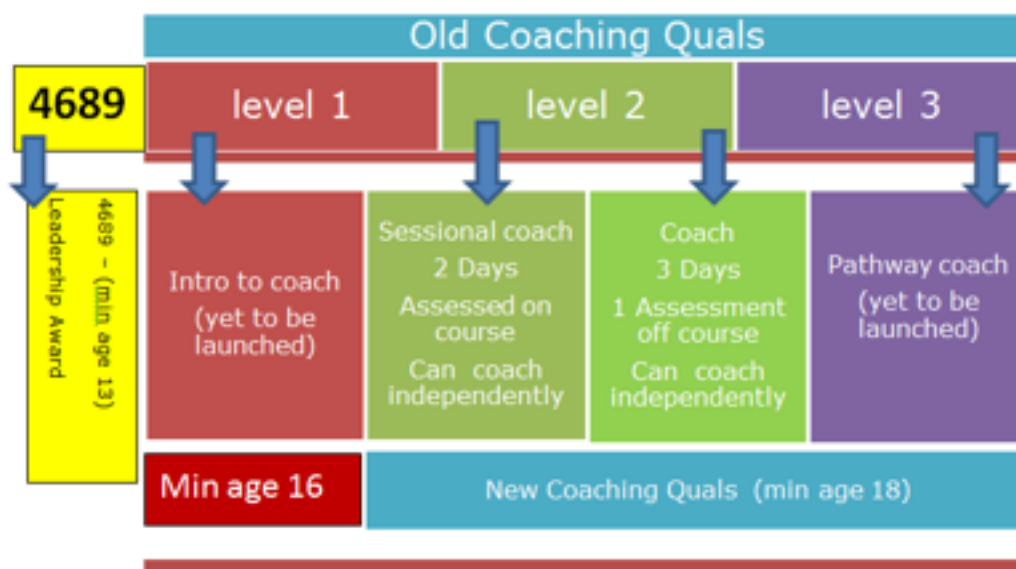 Old Coaching Quals
4689
level 1
level 2
level 3
4689 – (min age 13)
Leadership Award
Intro to coach
(yet to be
launched)
Sessional coach
2 Days
Assessed on
course
Can coach
independently
Coach
3 Days
1 Assessment
off course
Can coach
independently
Pathway coach
(yet to be
launched)
Min age 16
New Coaching Quals (min age 18)